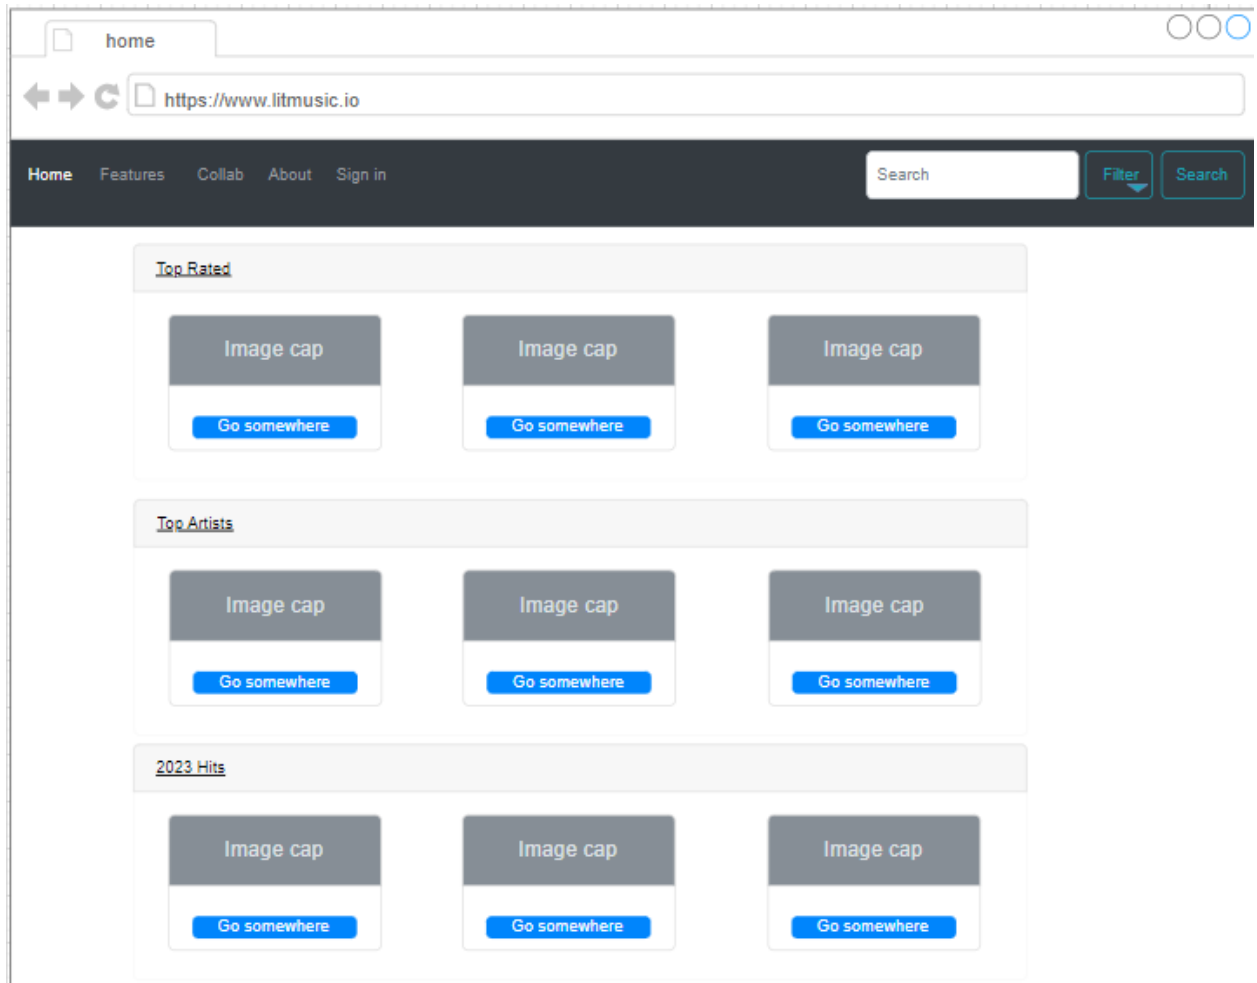 home
https://www.litmusic.io
Home Features Collab About Sign in Search Filter Search
Top Rated
Image cap Image cap Image cap
Go somewhere Go somewhere Go somewhere
Top Artists
Image cap Image cap Image cap
Go somewhere Go somewhere Go somewhere
2023 Hits
Image cap Image cap Image cap
Go somewhere Go somewhere Go somewhere